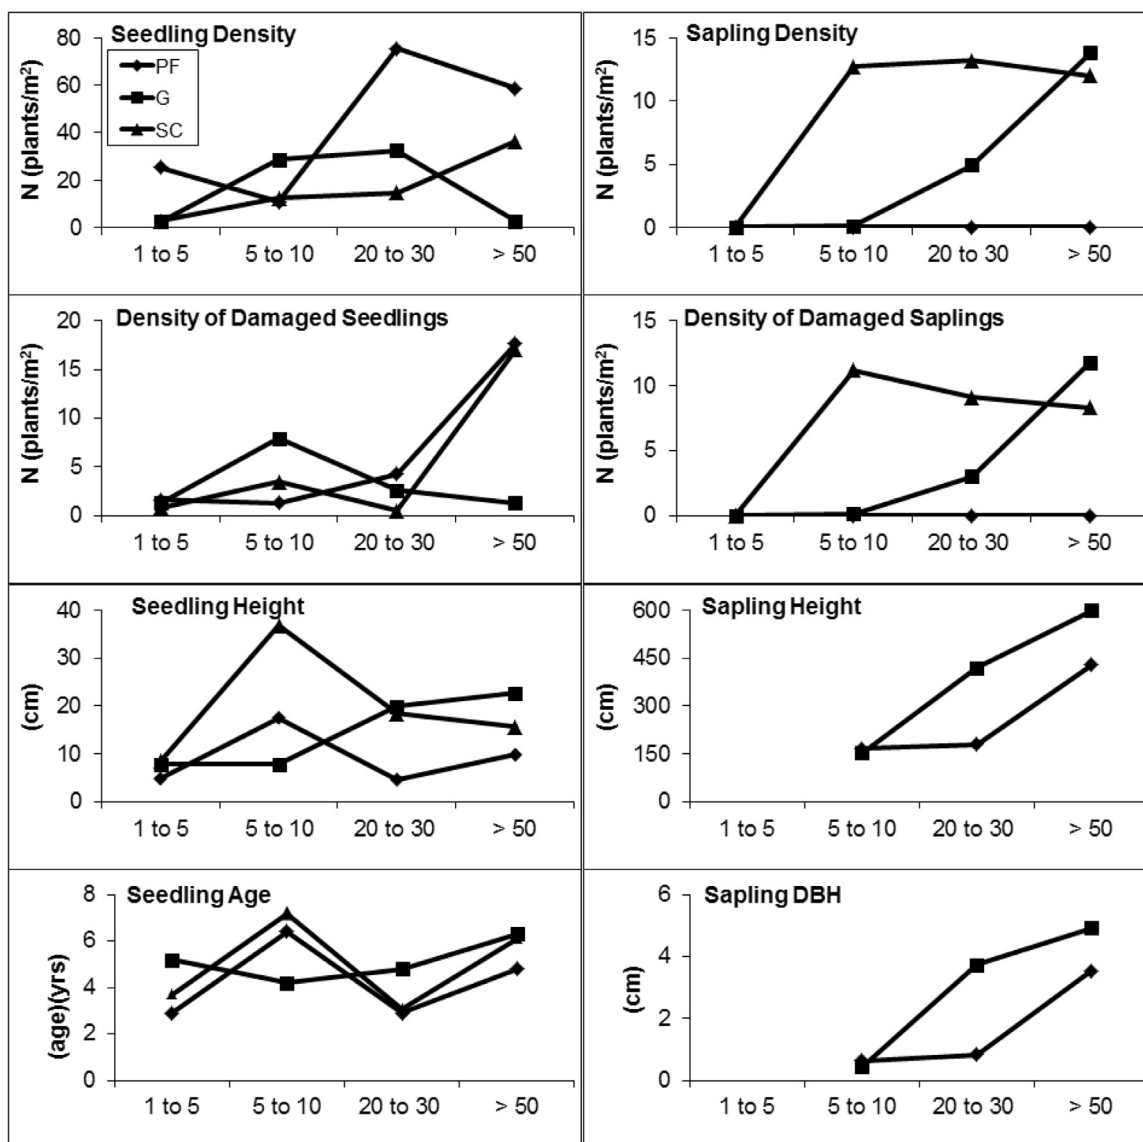 Seedling Density
N (plants/m²)
80
60
40
20
0
PF
G
SC
1 to 5 5 to 10 20 to 30 > 50
Sapling Density
N (plants/m²)
15
10
5
0
1 to 5 5 to 10 20 to 30 > 50
Density of Damaged Seedlings
N (plants/m²)
20
15
10
5
0
1 to 5 5 to 10 20 to 30 > 50
Density of Damaged Saplings
N (plants/m²)
15
10
5
0
1 to 5 5 to 10 20 to 30 > 50
Seedling Height
(cm)
40
30
20
10
0
1 to 5 5 to 10 20 to 30 > 50
Sapling Height
(cm)
600
450
300
150
0
1 to 5 5 to 10 20 to 30 > 50
Seedling Age
(age)(yrs)
8
6
4
2
0
1 to 5 5 to 10 20 to 30 > 50
Sapling DBH
(cm)
6
4
2
0
1 to 5 5 to 10 20 to 30 > 50